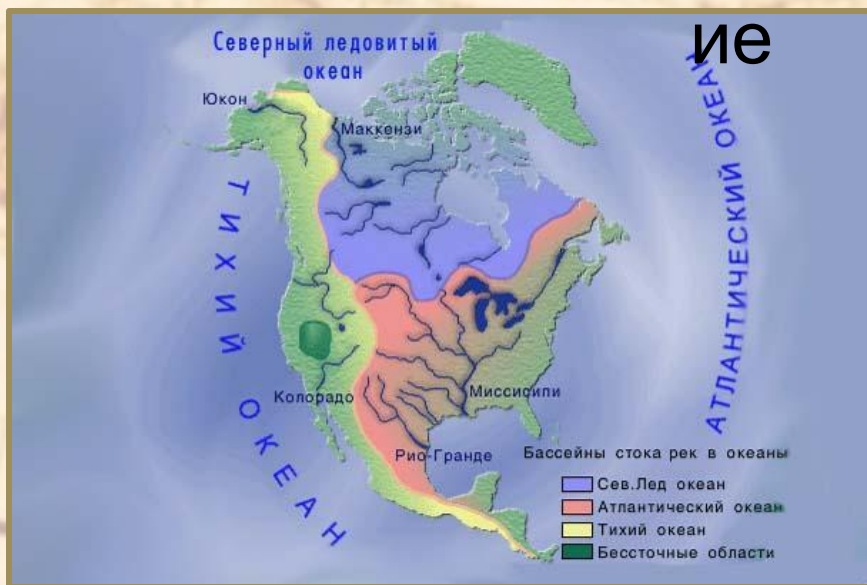 ие
Северный ледовитый
океан
Юкон
Маккензи
ТИХИЙ ОКЕАН
АТЛАНТИЧЕСКИЙ ОКЕАН
Колорадо
Миссисипи
Рио-Гранде
Бассейны стока рек в океаны
Сев.Лед океан
Атлантический океан
Тихий океан
Бессточные области